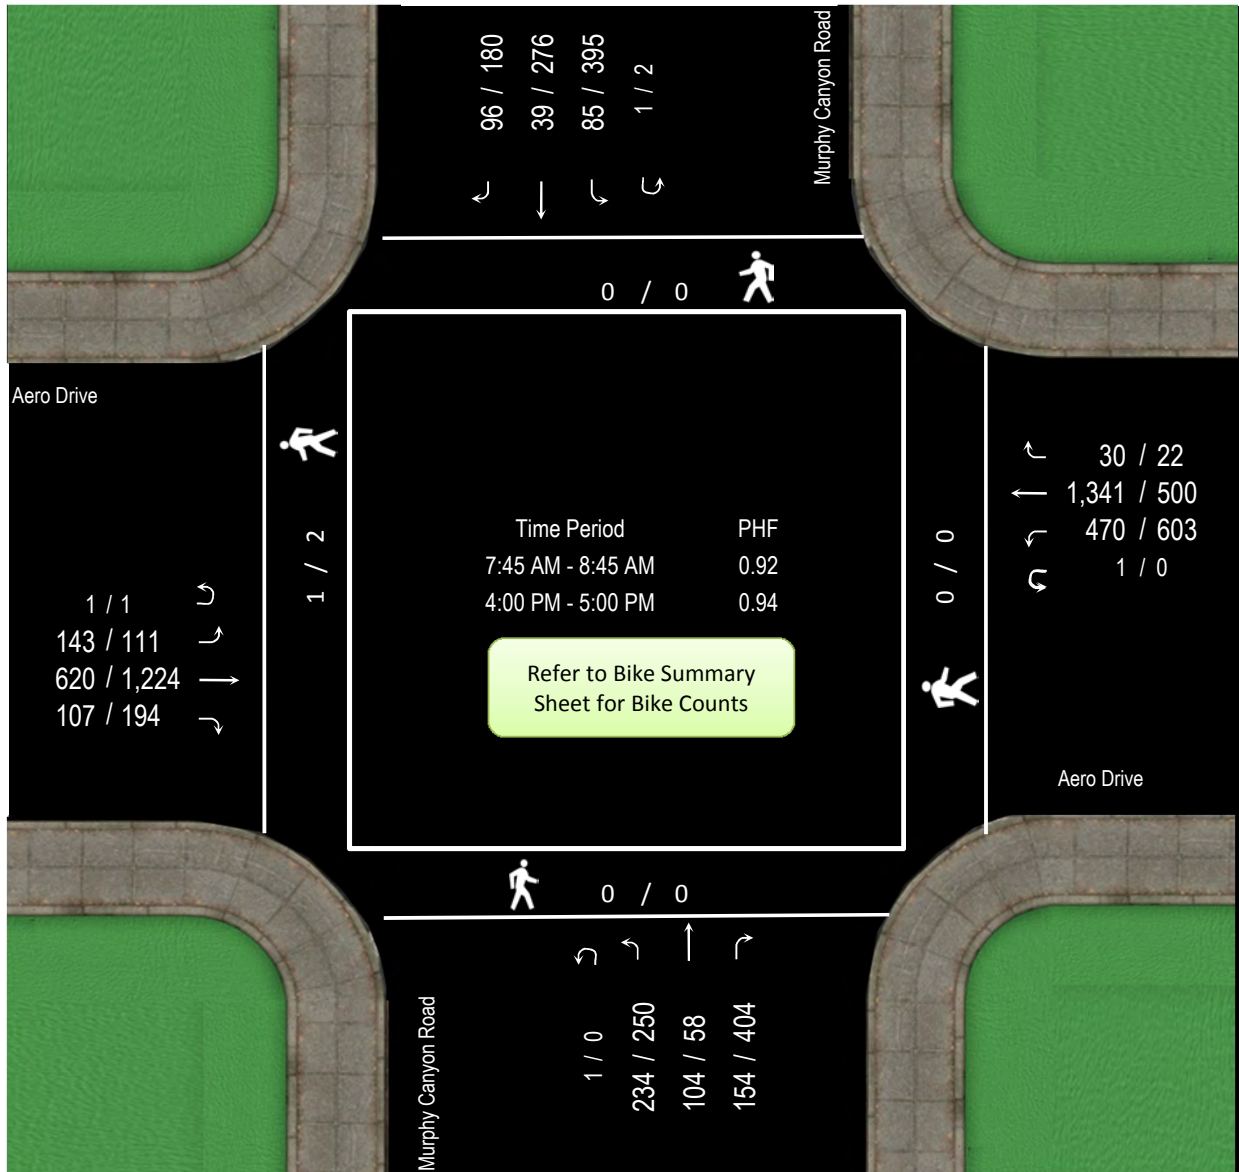 96 / 180
39 / 276
85 / 395
1 / 2
Murphy Canyon Road
0 / 0
Aero Drive
1 / 2
1 / 1
143 / 111
620 / 1,224
107 / 194
Time Period PHF
7:45 AM - 8:45 AM 0.92
4:00 PM - 5:00 PM 0.94
Refer to Bike Summary
Sheet for Bike Counts
0 / 0
30 / 22
1,341 / 500
470 / 603
1 / 0
Aero Drive
0 / 0
Murphy Canyon Road
1 / 0
234 / 250
104 / 58
154 / 404